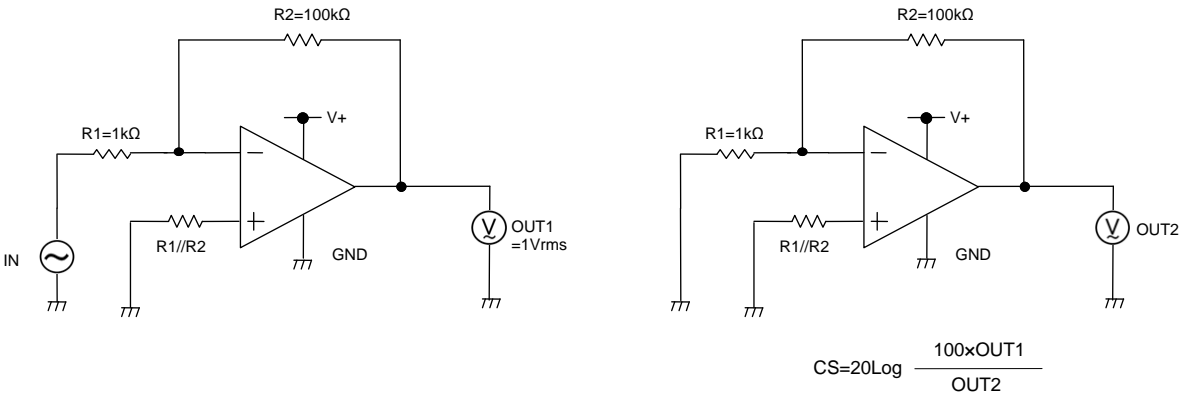 R2=100kΩ
V+
R1=1kΩ
R1//R2
GND
IN
V
OUT1
=1Vrms
R2=100kΩ
V+
R1=1kΩ
R1//R2
GND
V
OUT2
CS=20Log 100×OUT1
OUT2